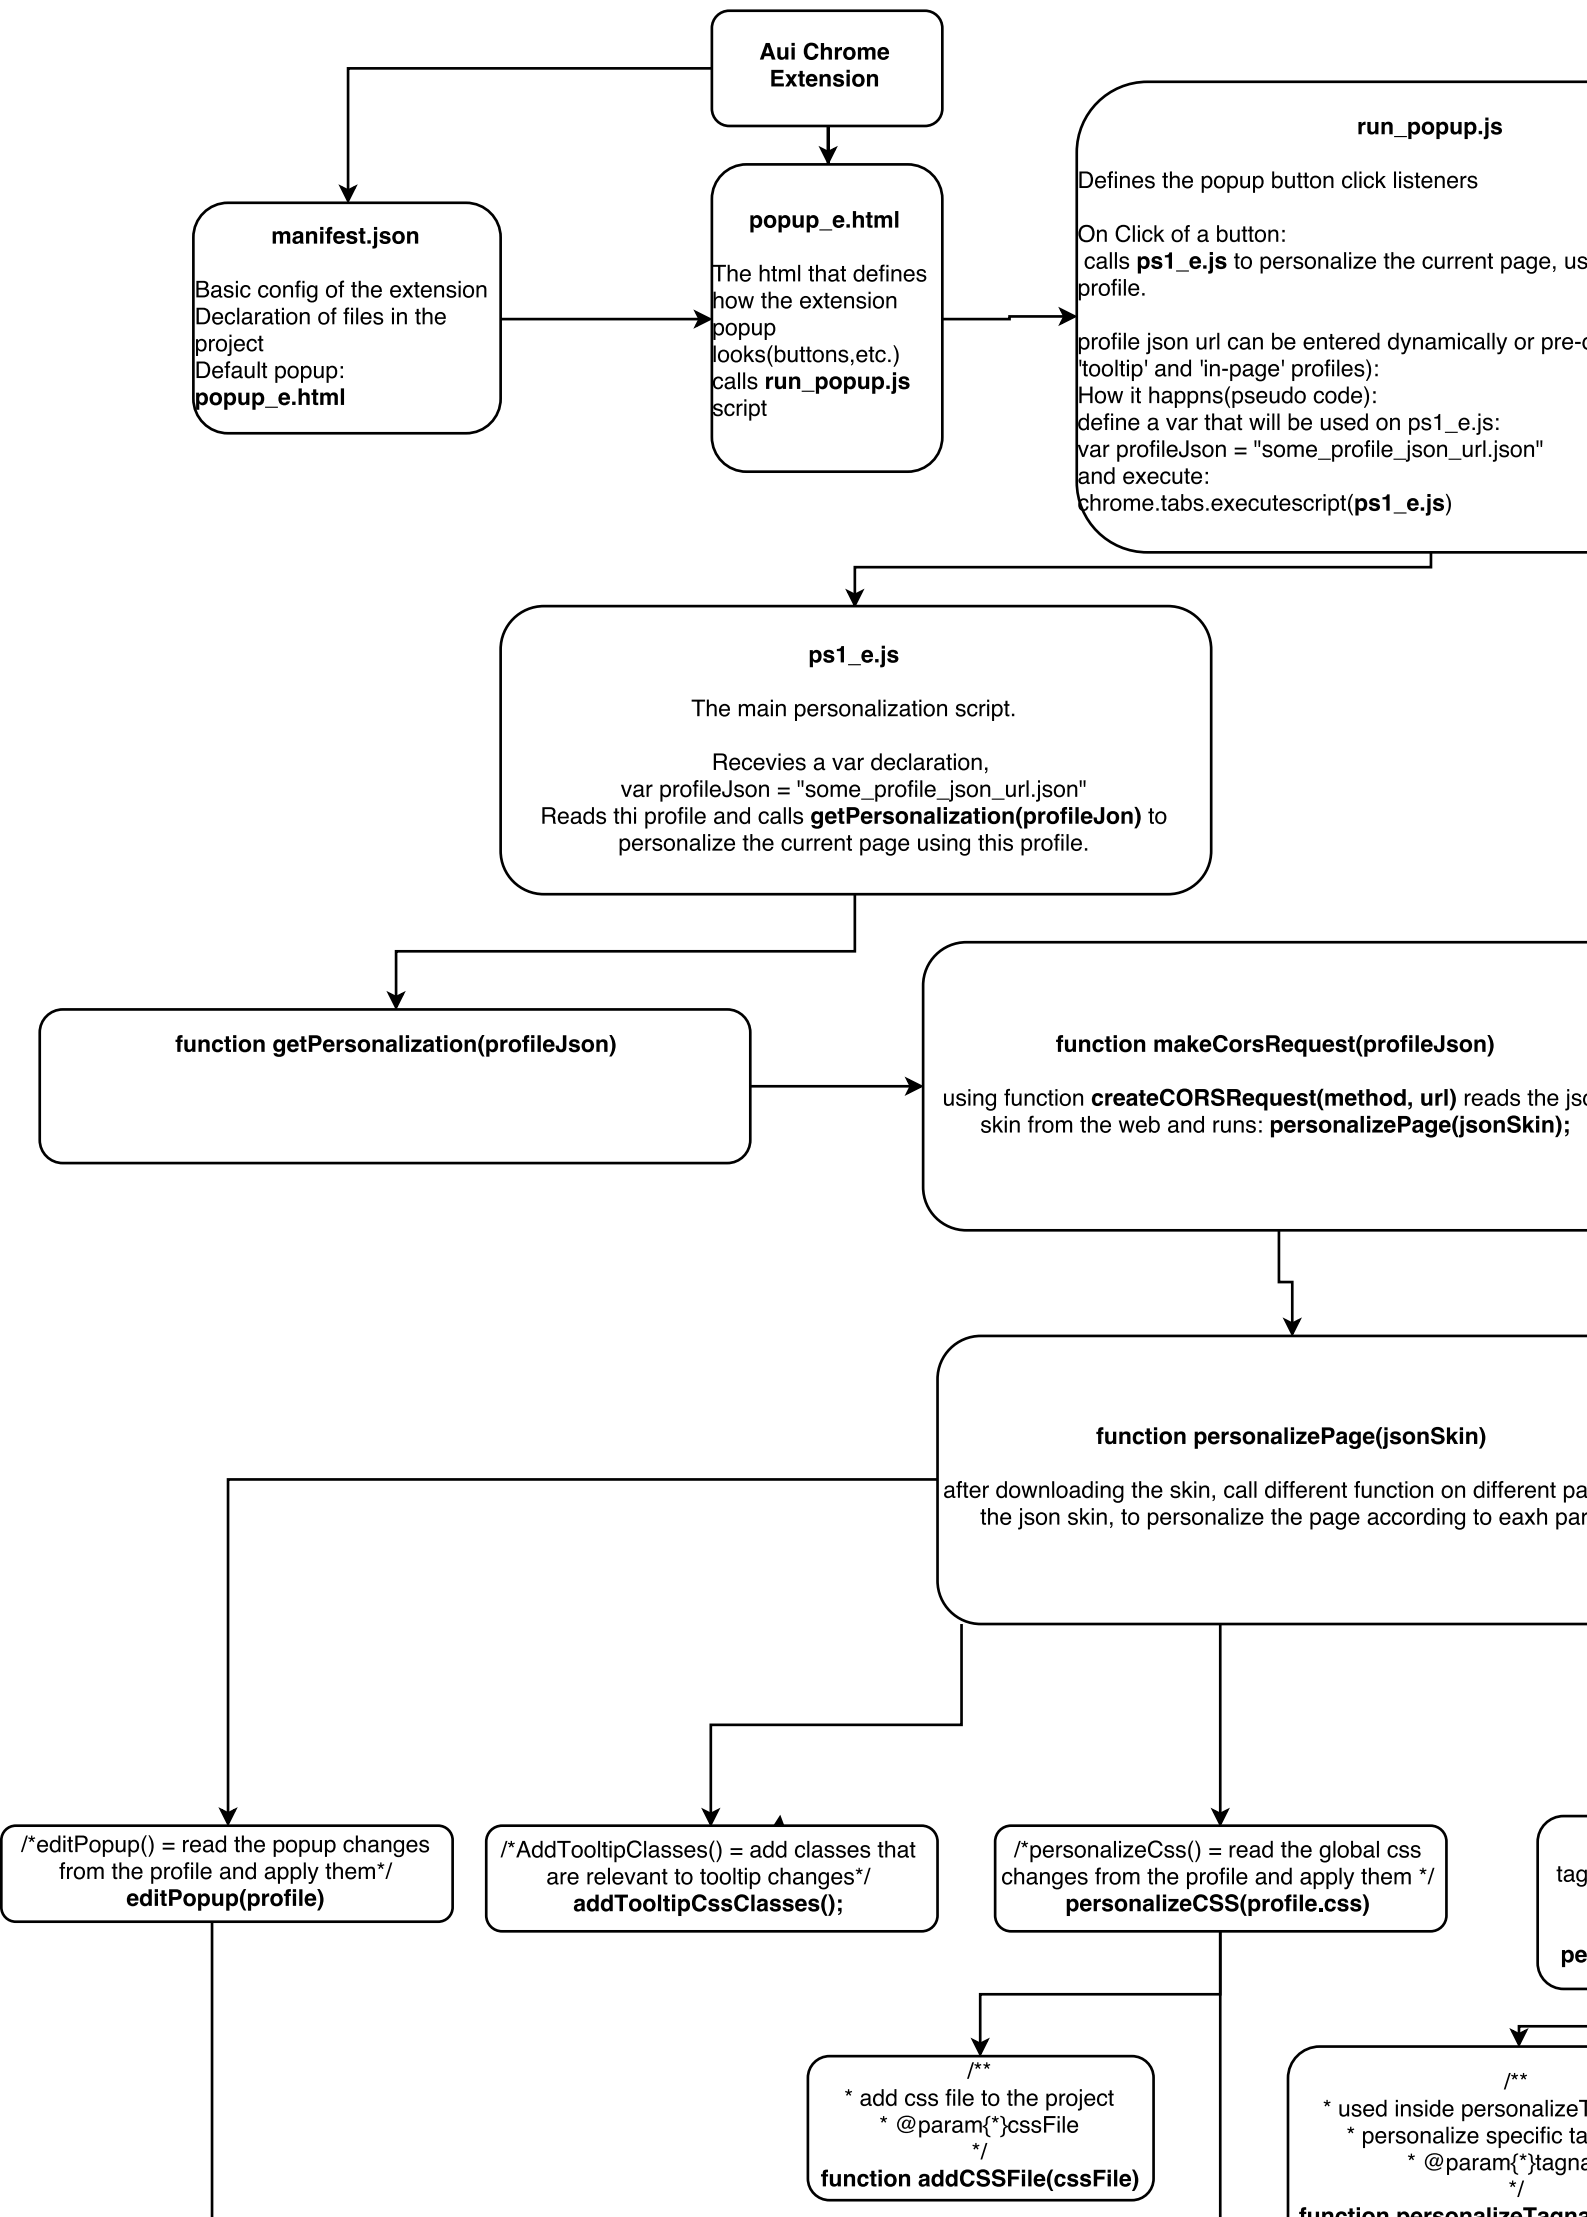 Aui Chrome
Extension
run_popup.js
Defines the popup button click listeners
On Click of a button:
calls ps1_e.js to personalize the current page,
profile.
profile json url can be entered dynamically or
'tooltip' and 'in-page' profiles):
How it happns(pseudo code):
define a var that will be used on ps1_e.js:
var profileJson = "some_profile_json_url.json"
and execute:
chrome.tabs.executescript(ps1_e.js)
popup_e.html
The html that defines
how the extension
popup
looks(buttons,etc.)
calls run_popup.js
script
manifest.json
Basic config of the extension
Declaration of files in the
project
Default popup:
popup_e.html
ps1_e.js
The main personalization script.
Recevies a var declaration,
var profileJson = "some_profile_json_url.json"
Reads thi profile and calls getPersonalization(profileJon) to
personalize the current page using this profile.
function getPersonalization(profileJson)
function makeCorsRequest(profileJson)
using function createCORSRequest(method, url) reads the
skin from the web and runs: personalizePage(jsonSkin);
function personalizePage(jsonSkin)
after downloading the skin, call different function on different
the json skin, to personalize the page according to eaxh
/*editPopup() = read the popup changes
from the profile and apply them*/
editPopup(profile)
/*AddTooltipClasses() = add classes that
are relevant to tooltip changes*/
addTooltipCssClasses();
/*personalizeCss() = read the global css
changes from the profile and apply them */
personalizeCSS(profile.css)
/**
* add css file to the project
* @param{*}cssFile
*/
function addCSSFile(cssFile)
/**
* used inside
* personalize specific
*
*/
function